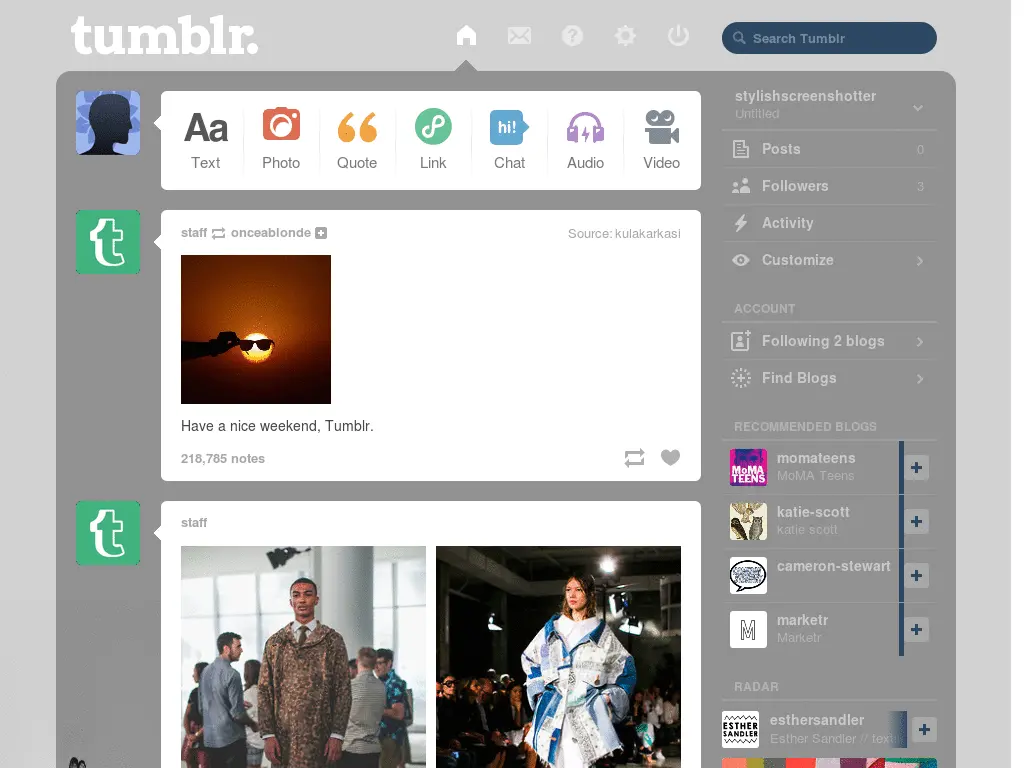 tumblr.
Search Tumblr
Aa
Text
Photo
Quote
Link
hi!
Chat
Audio
Video
stylishscreenshotter
Untitled
Posts 0
Followers 3
Activity
Customize
ACCOUNT
Following 2 blogs
Find Blogs
RECOMMENDED BLOGS
MoMA
TEENS
momateens
MoMA Teens
katie-scott
katie scott
cameron-stewart
M
marketr
Marketr
RADAR
ESTHER
SANDLER
esthersandler
Esther Sandler // text
t
staff onceablonde
Source: kulakarkasi
Have a nice weekend, Tumblr.
218,785 notes
t
staff